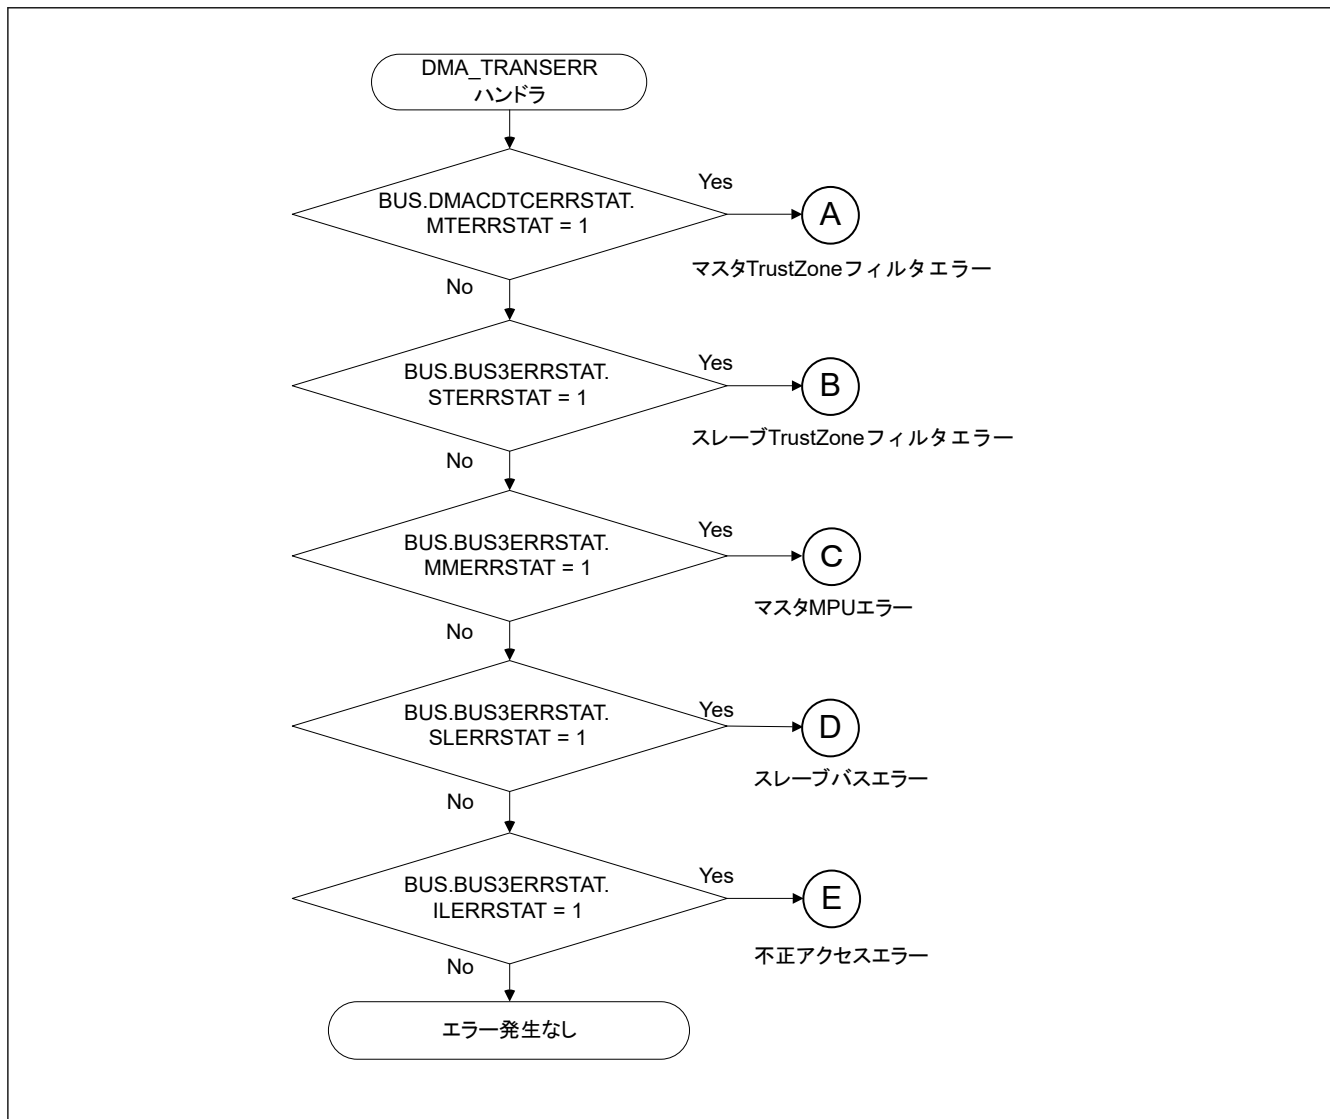 DMA_TRANSERR
ハンドラ
BUS.DMACDTCERRSTAT.
MTERRSTAT = 1
Yes
A
マスタTrustZoneフィルタエラー
No
BUS.BUS3ERRSTAT.
STERRSTAT = 1
Yes
B
スレーブTrustZoneフィルタエラー
No
BUS.BUS3ERRSTAT.
MMERRSTAT = 1
Yes
C
マスタMPUエラー
No
BUS.BUS3ERRSTAT.
SLERRSTAT = 1
Yes
D
スレーブバスエラー
No
BUS.BUS3ERRSTAT.
ILERRSTAT = 1
Yes
E
不正アクセスエラー
No
エラー発生なし